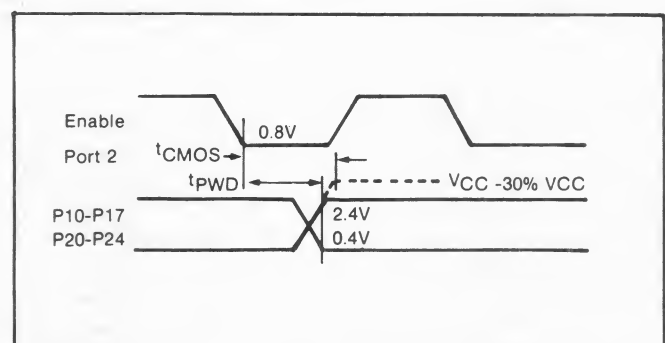 Enable
0.8V
Port 2
tCMOS
tPWD
VCC -30% VCC
P10-P17
2.4V
P20-P24
0.4V